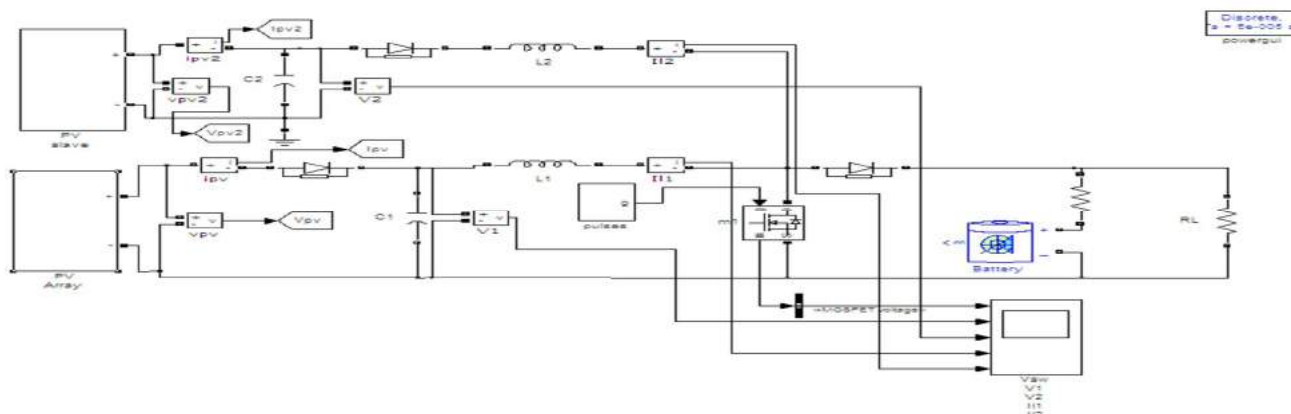 Discrete,
powergui
Ipv2
ipv2
C2
L2
Il2
vpv2
V2
Vpv2
PV
slave
Ipv
ipv
L1
Il1
C1
Vpv
vpv
V1
g
pulses
m
RL
Battery
PV
Array
<MOSFET voltage>
Vsw
V1
V2
Il1